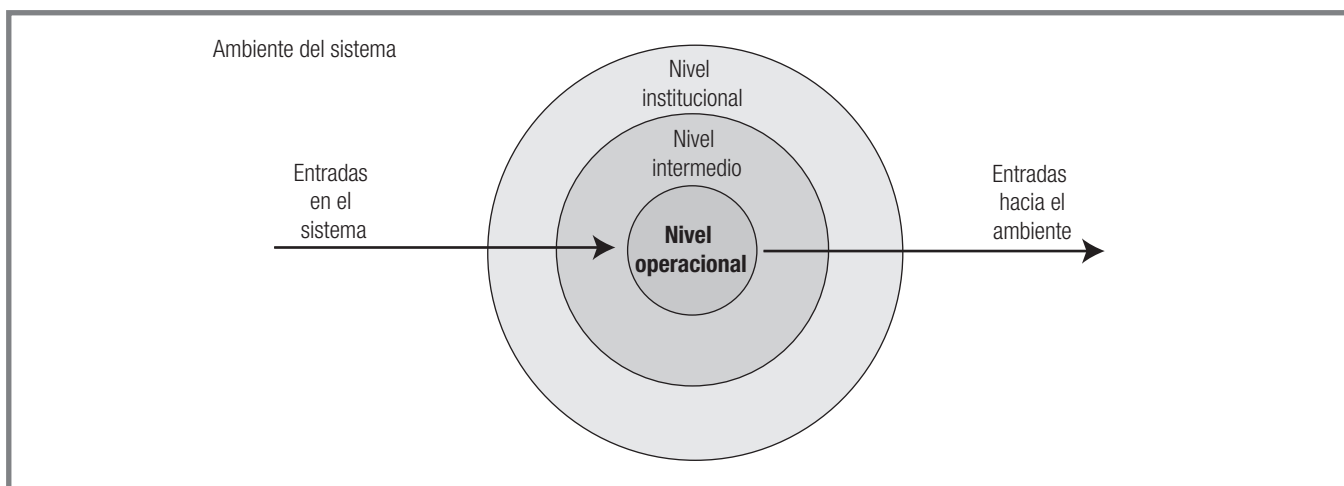 Ambiente del sistema
Nivel
institucional
Nivel
intermedio
Entradas
en el
sistema
Nivel
operacional
Entradas
hacia el
ambiente